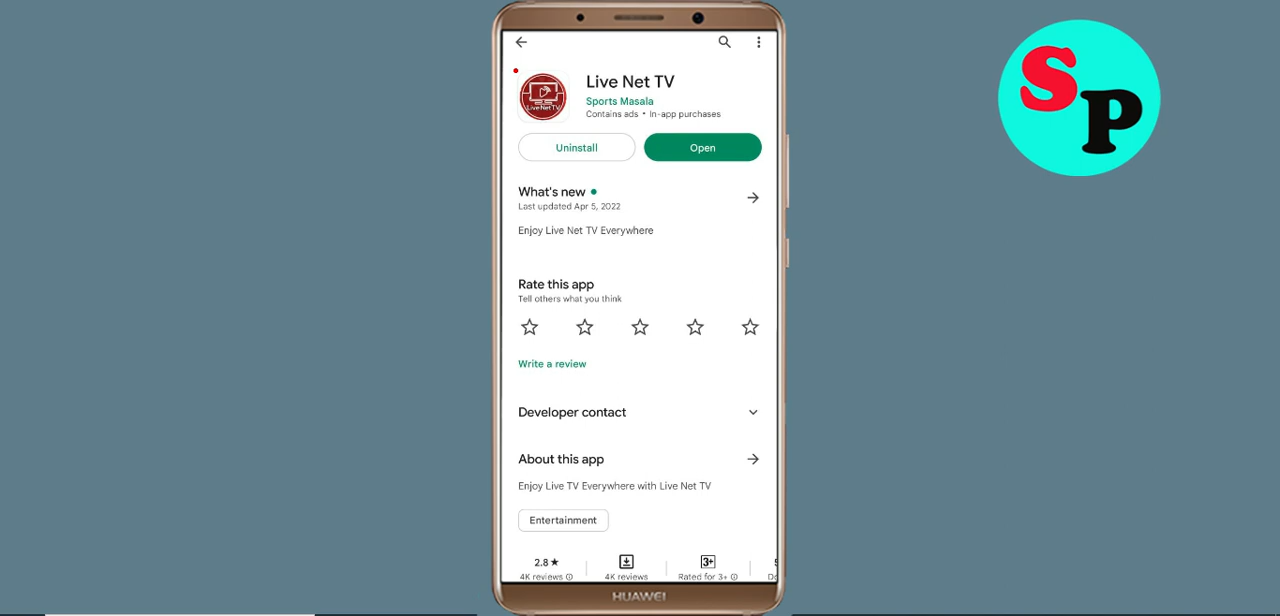 Live Net TV
Live Net TV
Sports Masala
Contains ads • In-app purchases
Uninstall
Open
What's new
Last updated Apr 5, 2022
Enjoy Live Net TV Everywhere
Rate this app
Tell others what you think
Write a review
Developer contact
About this app
Enjoy Live TV Everywhere with Live Net TV
Entertainment
2.8★
3+
4K reviews
4K reviews
Rated for 3+
HUAWEI
SP